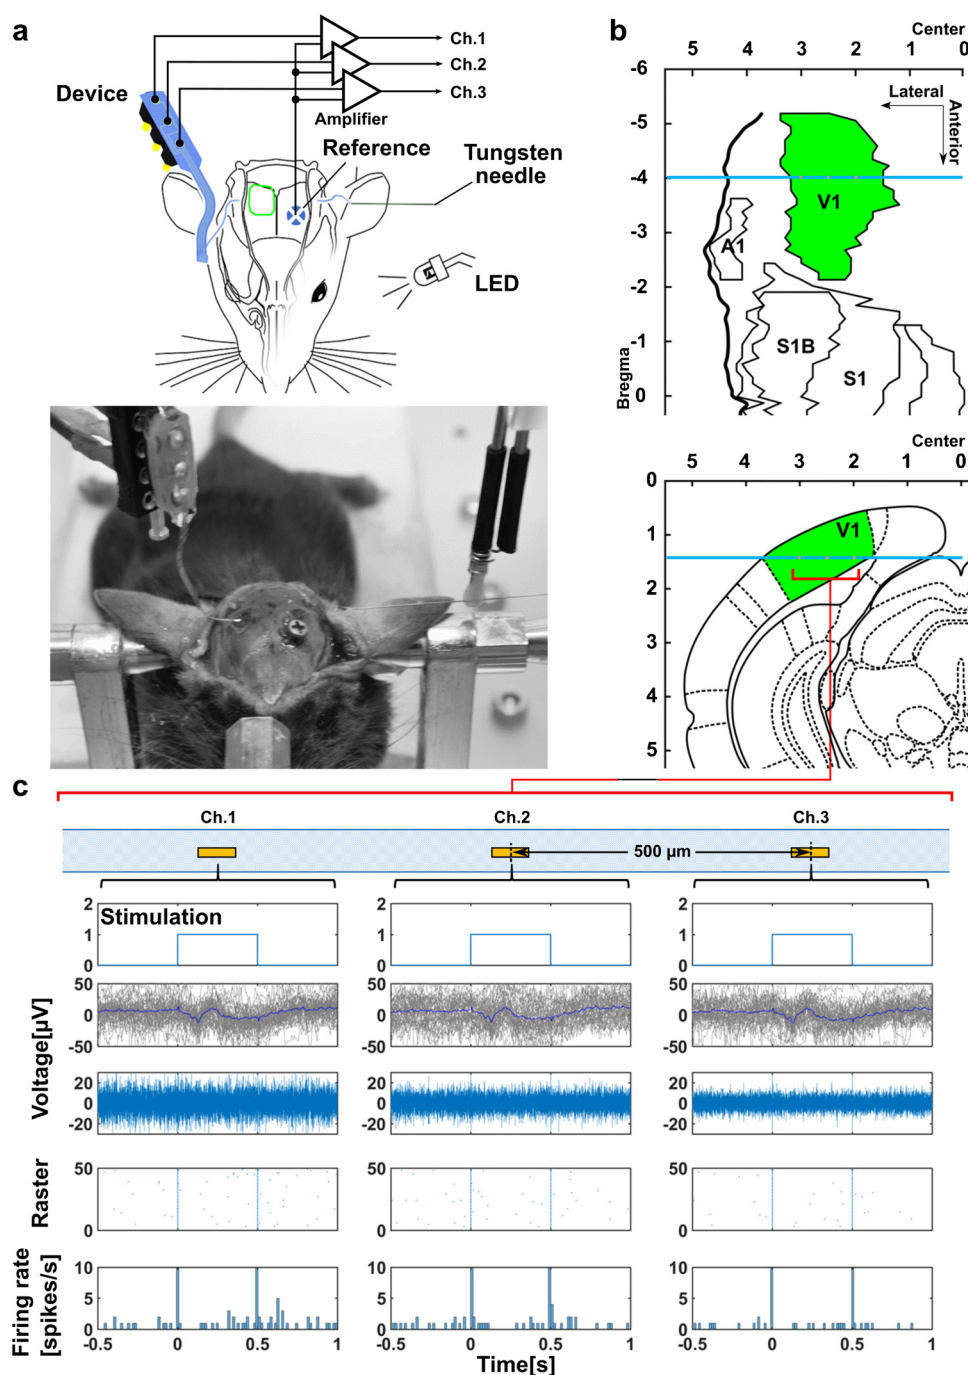 a
Ch.1
Ch.2
Ch.3
Device
Amplifier
Reference
Tungsten
needle
LED
b
Center
5 4 3 2 1 0
-6
-5
-4
-3
-2
-1
0
Bregma
Lateral
Anterior
V1
A1
S1B
S1
Center
5 4 3 2 1 0
0
1
2
3
4
5
V1
c
Ch.1 Ch.2 Ch.3
500 µm
Stimulation
2
1
0
2
1
0
2
1
0
Voltage[µV]
50
0
-50
50
0
-50
50
0
-50
20
0
-20
20
0
-20
20
0
-20
Raster
50
0
50
0
50
0
Firing rate
[spikes/s]
10
5
0
10
5
0
10
5
0
-0.5 0 0.5 1
-0.5 0 0.5 1
-0.5 0 0.5 1
Time[s]